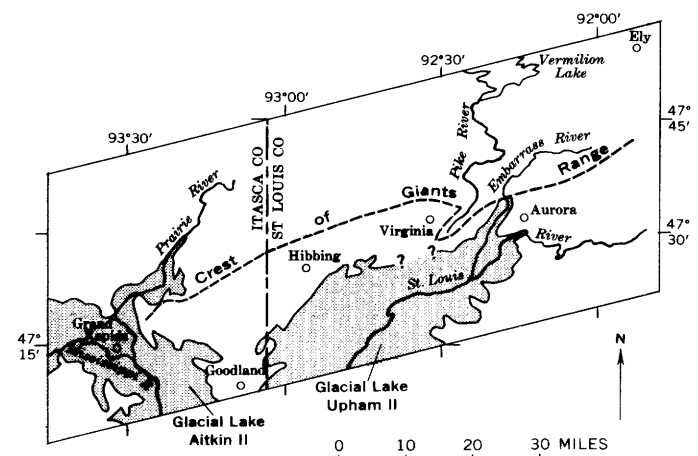 92°00'
Ely
92°30'
Vermilion
Lake
93°00'
47°
45'
93°30'
Pike River
Embarrass River
Range
Prairie River
ITASCA CO
ST LOUIS CO
Giants
of
Crest
Virginia
Aurora
River
47°
30'
Hibbing
?
?
St. Louis
Grand
Rapids
47°
15'
Mississippi R
Goodland
Glacial Lake
Upham II
Glacial Lake
Aitkin II
N
0 10 20 30 MILES